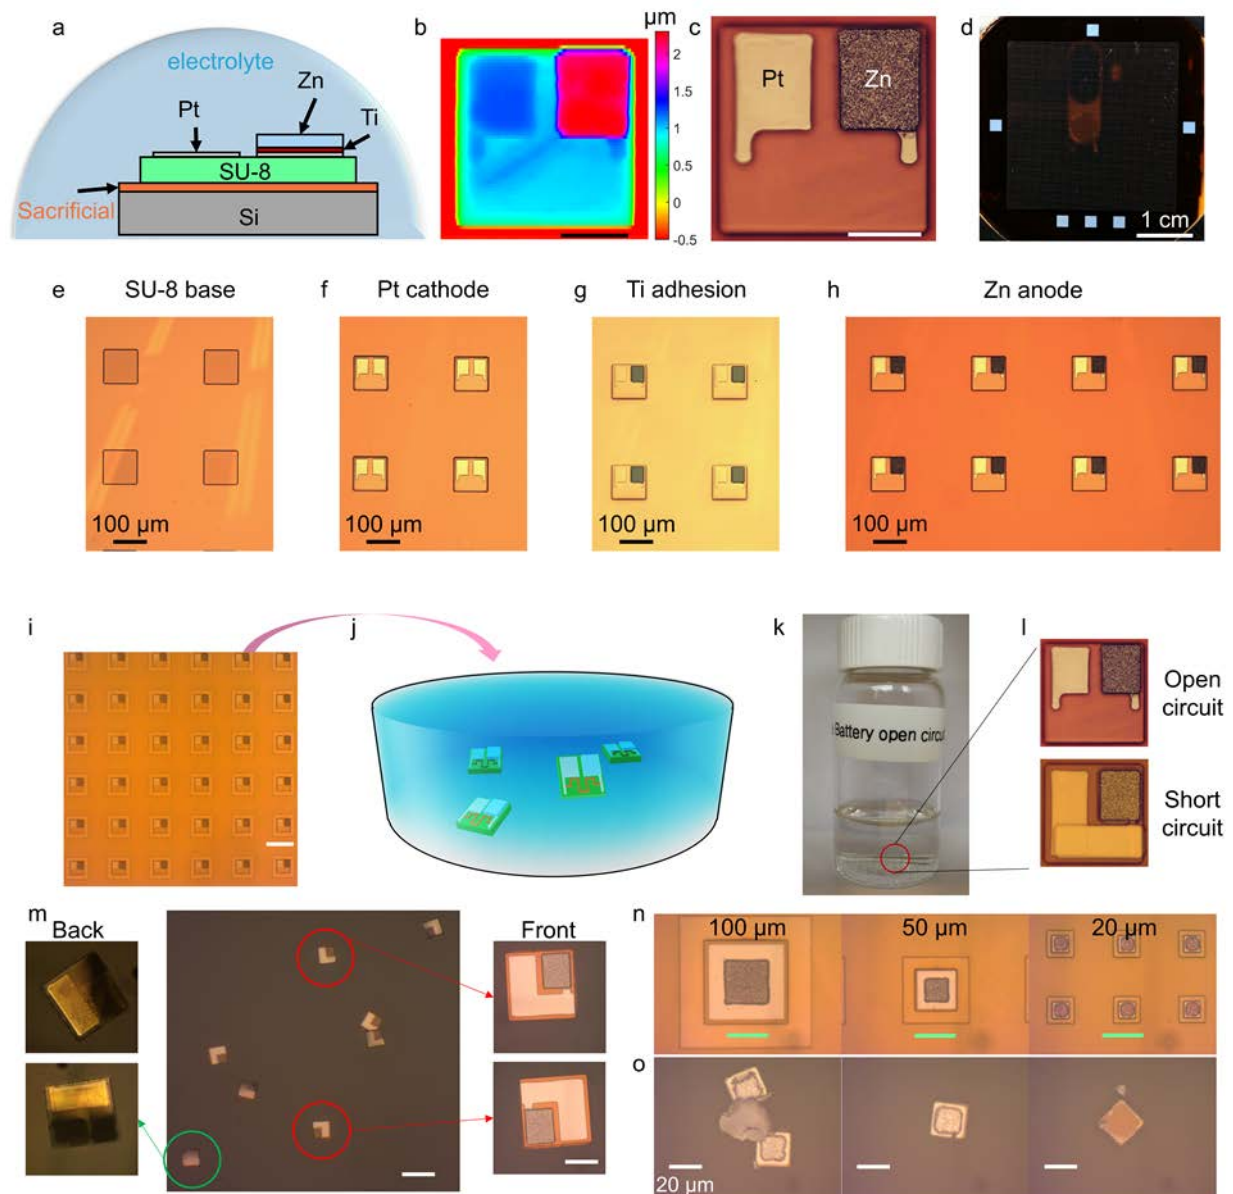 a
electrolyte
Zn
Pt
Ti
SU-8
Sacrificial
Si
b
µm
2
1.5
1
0.5
0
-0.5
c
Pt
Zn
d
1 cm
e
SU-8 base
100 µm
f
Pt cathode
100 µm
g
Ti adhesion
100 µm
h
Zn anode
100 µm
i
j
k
Battery open circui
l
Open
circuit
Short
circuit
m
Back
Front
n
100 µm
50 µm
20 µm
o
20 µm